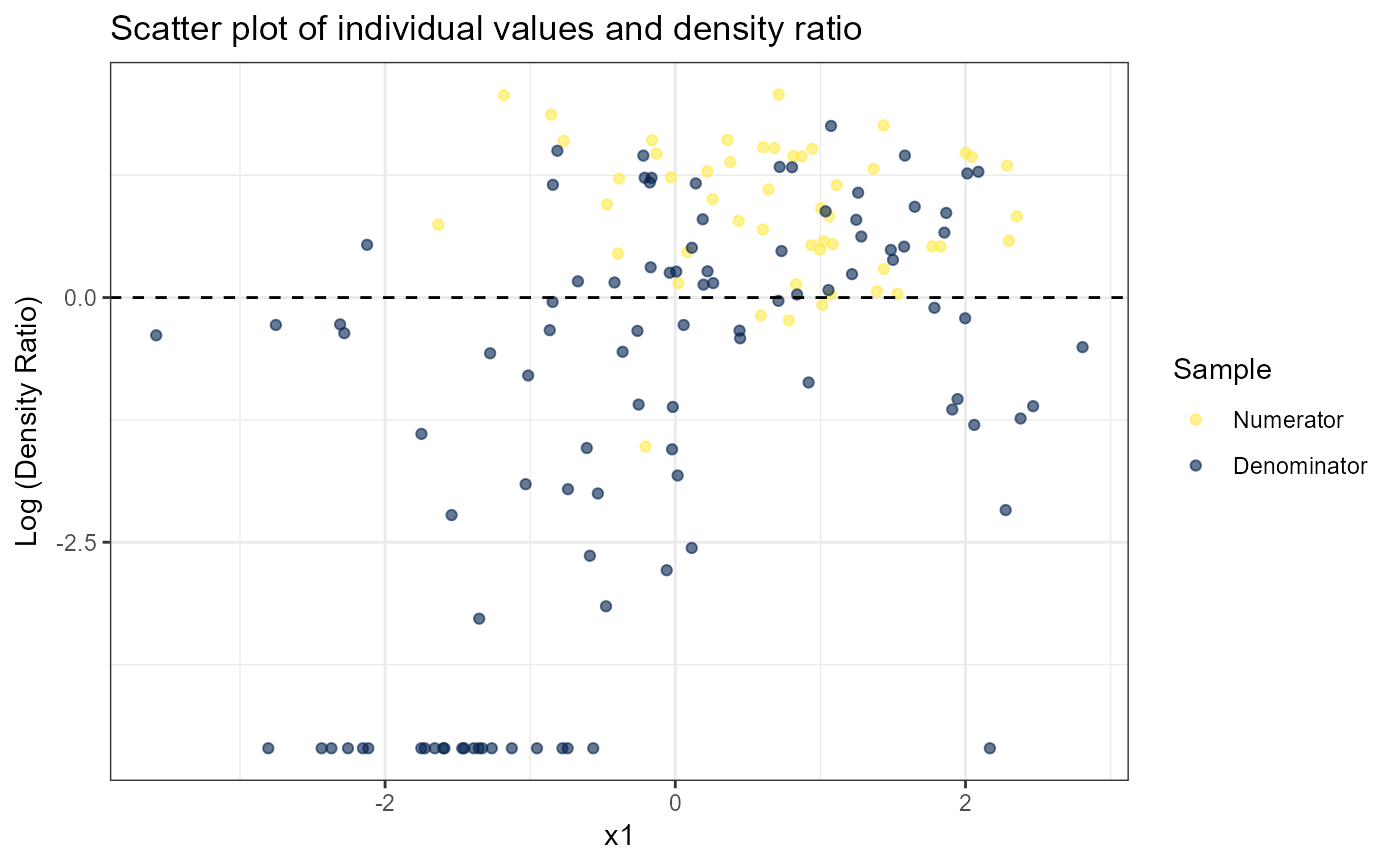 Scatter plot of individual values and density ratio
Log (Density Ratio)
0.0
-2.5
-2
0
2
x1
Sample
Numerator
Denominator